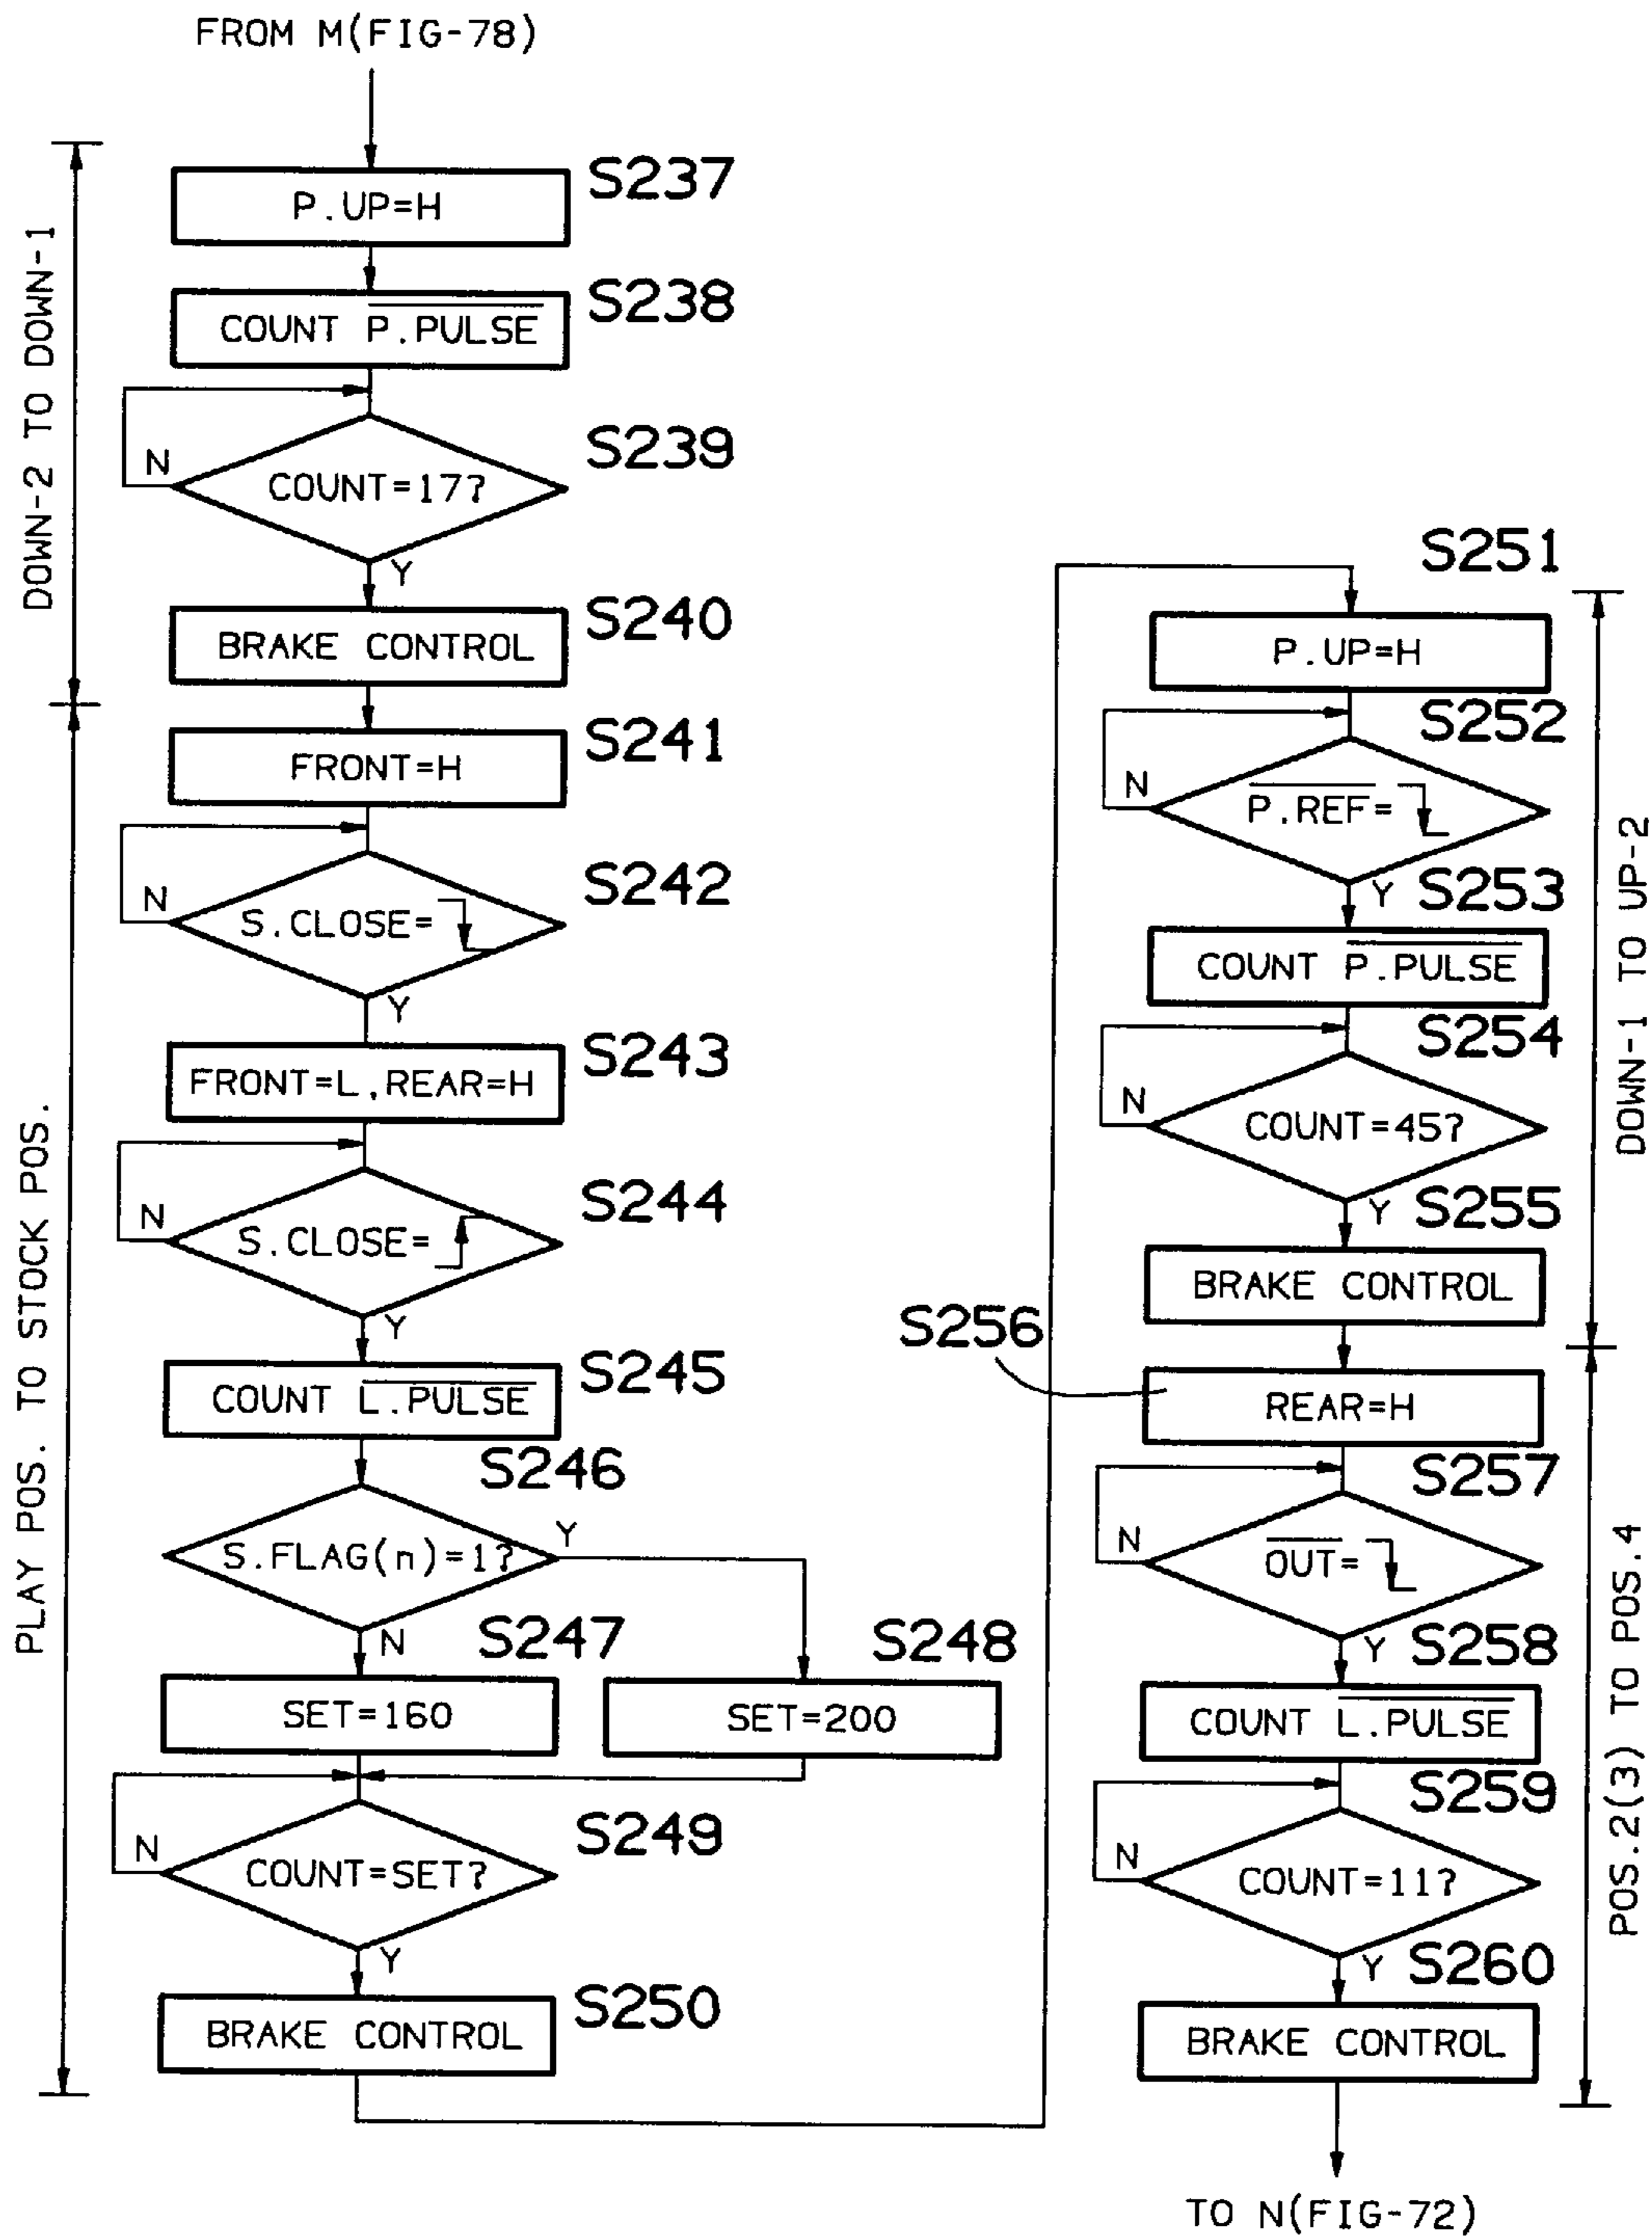 FROM M(FIG-78)
DOWN-2 TO DOWN-1
P.UP=H
S237
COUNT P.PULSE
S238
COUNT=17?
S239
N
Y
BRAKE CONTROL
S240
PLAY POS. TO STOCK POS.
FRONT=H
S241
S.CLOSE=
S242
N
Y
FRONT=L,REAR=H
S243
S.CLOSE=
S244
N
Y
COUNT L.PULSE
S245
S.FLAG(n)=1?
S246
Y
N
SET=160
S247
SET=200
S248
COUNT=SET?
S249
N
Y
BRAKE CONTROL
S250
DOWN-1 TO UP-2
S251
P.UP=H
S252
P.REF=
N
Y
S253
COUNT P.PULSE
S254
COUNT=45?
N
Y
S255
BRAKE CONTROL
POS.2(3) TO POS.4
S256
REAR=H
S257
OUT=
N
Y
S258
COUNT L.PULSE
S259
COUNT=11?
N
Y
S260
BRAKE CONTROL
TO N(FIG-72)